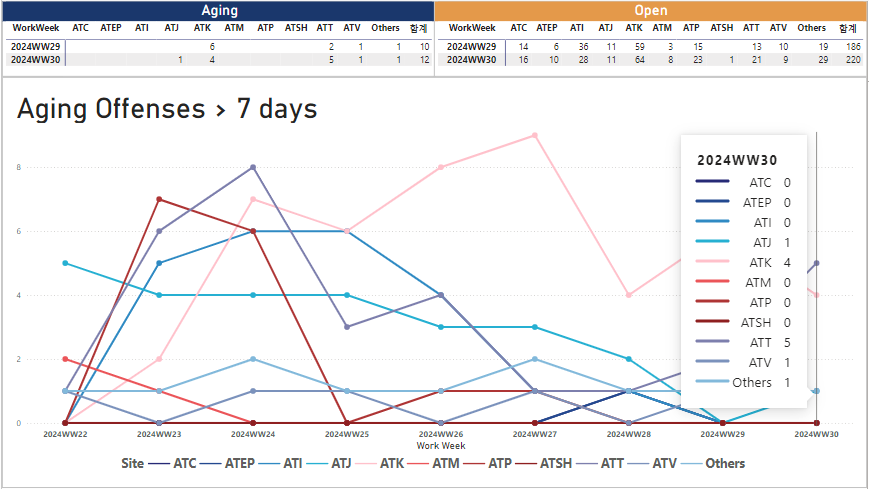 Aging Open
WorkWeek ATC ATEP ATI ATJ ATK ATM ATP ATSH ATT ATV Others 합계 WorkWeek ATC ATEP ATI ATJ ATK ATM ATP ATSH ATT ATV Others 합계
2024WW29 6 2 1 1 10 2024WW29 14 6 36 11 59 3 15 13 10 19 186
2024WW30 1 4 5 1 1 12 2024WW30 16 10 28 11 64 8 23 1 21 9 29 220
Aging Offenses > 7 days
2024WW30
ATC 0
ATEP 0
ATI 0
ATJ 1
ATK 4
ATM 0
ATP 0
ATSH 0
ATT 5
ATV 1
Others 1
8
6
4
2
0
2024WW22 2024WW23 2024WW24 2024WW25 2024WW26 2024WW27 2024WW28 2024WW29 2024WW30
Work Week
Site ATC ATEP ATI ATJ ATK ATM ATP ATSH ATT ATV Others